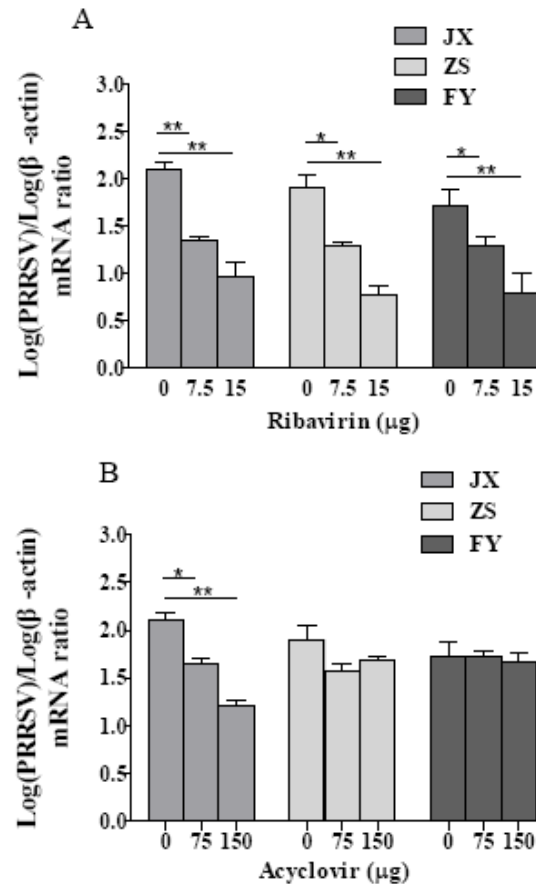 A
JX
ZS
FY
Log(PRRSV)/Log(β -actin)
mRNA ratio
3.0
2.5
2.0
1.5
1.0
0.5
0.0
** * *
** ** **
0 7.5 15 0 7.5 15 0 7.5 15
Ribavirin (μg)
B
JX
ZS
FY
Log(PRRSV)/Log(β -actin)
mRNA ratio
3.0
2.5
2.0
1.5
1.0
0.5
0.0
*
**
0 75 150 0 75 150 0 75 150
Acyclovir (μg)